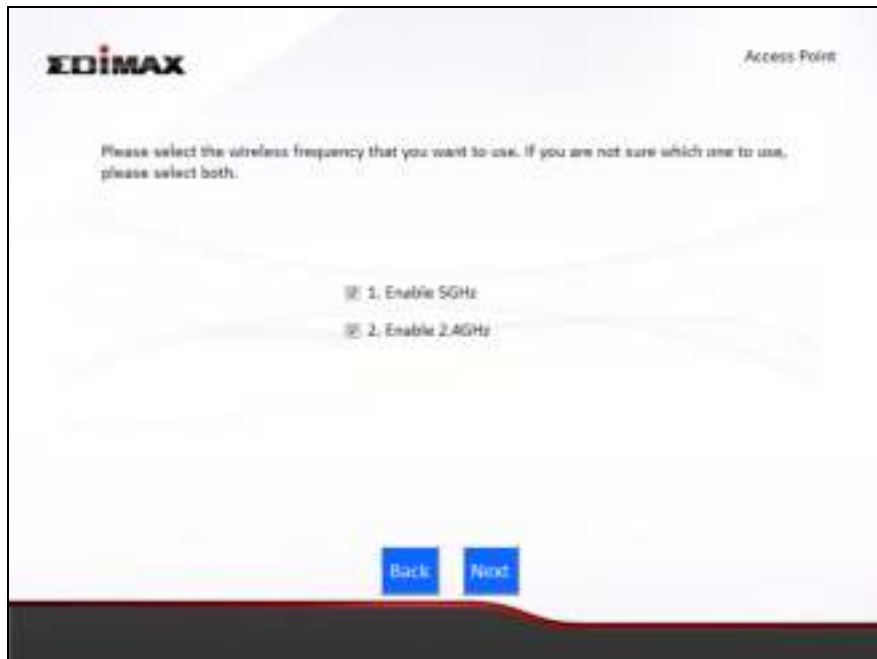 EDiMAX
Access Point
Please select the wireless frequency that you want to use. If you are not sure which one to use,
please select both.
1. Enable 5GHz
2. Enable 2.4GHz
Back Next